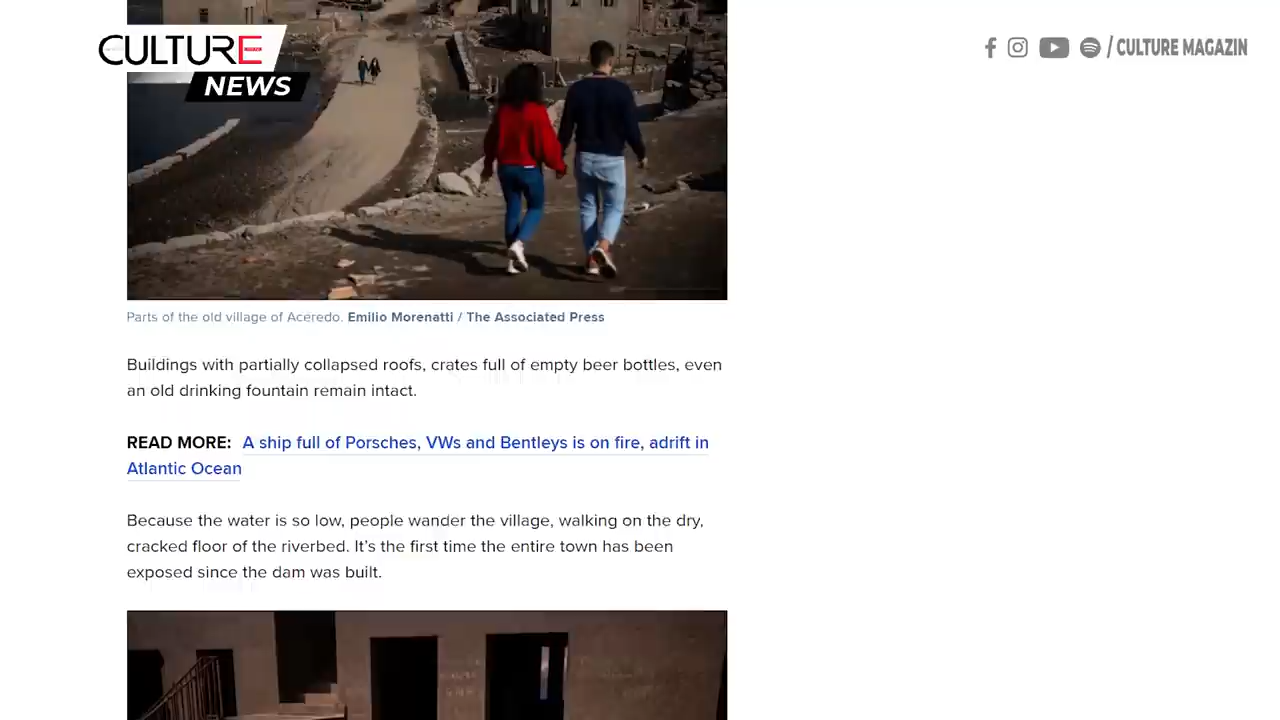 CULTURE
NEWS
/ CULTURE MAGAZIN
Parts of the old village of Aceredo. Emilio Morenatti / The Associated Press
Buildings with partially collapsed roofs, crates full of empty beer bottles, even
an old drinking fountain remain intact.
READ MORE: A ship full of Porsches, VWs and Bentleys is on fire, adrift in
Atlantic Ocean
Because the water is so low, people wander the village, walking on the dry,
cracked floor of the riverbed. It’s the first time the entire town has been
exposed since the dam was built.